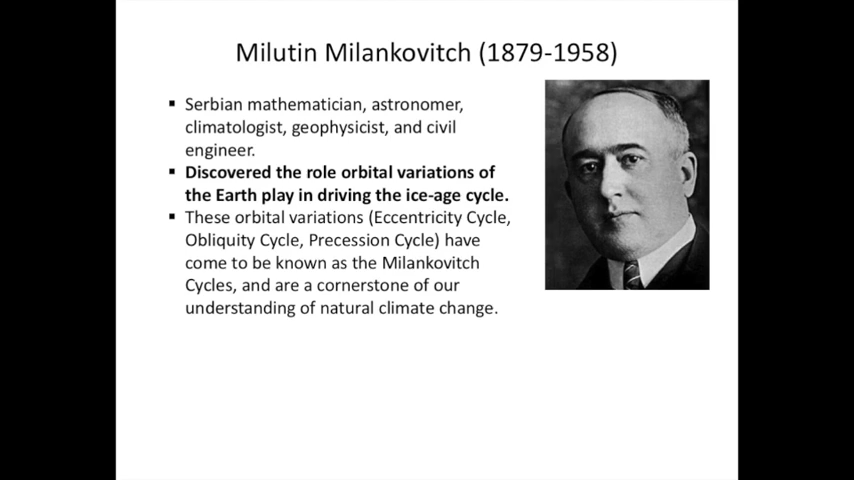 Milutin Milankovitch (1879-1958)
▪ Serbian mathematician, astronomer,
climatologist, geophysicist, and civil
engineer.
▪ Discovered the role orbital variations of
the Earth play in driving the ice-age cycle.
▪ These orbital variations (Eccentricity Cycle,
Obliquity Cycle, Precession Cycle) have
come to be known as the Milankovitch
Cycles, and are a cornerstone of our
understanding of natural climate change.